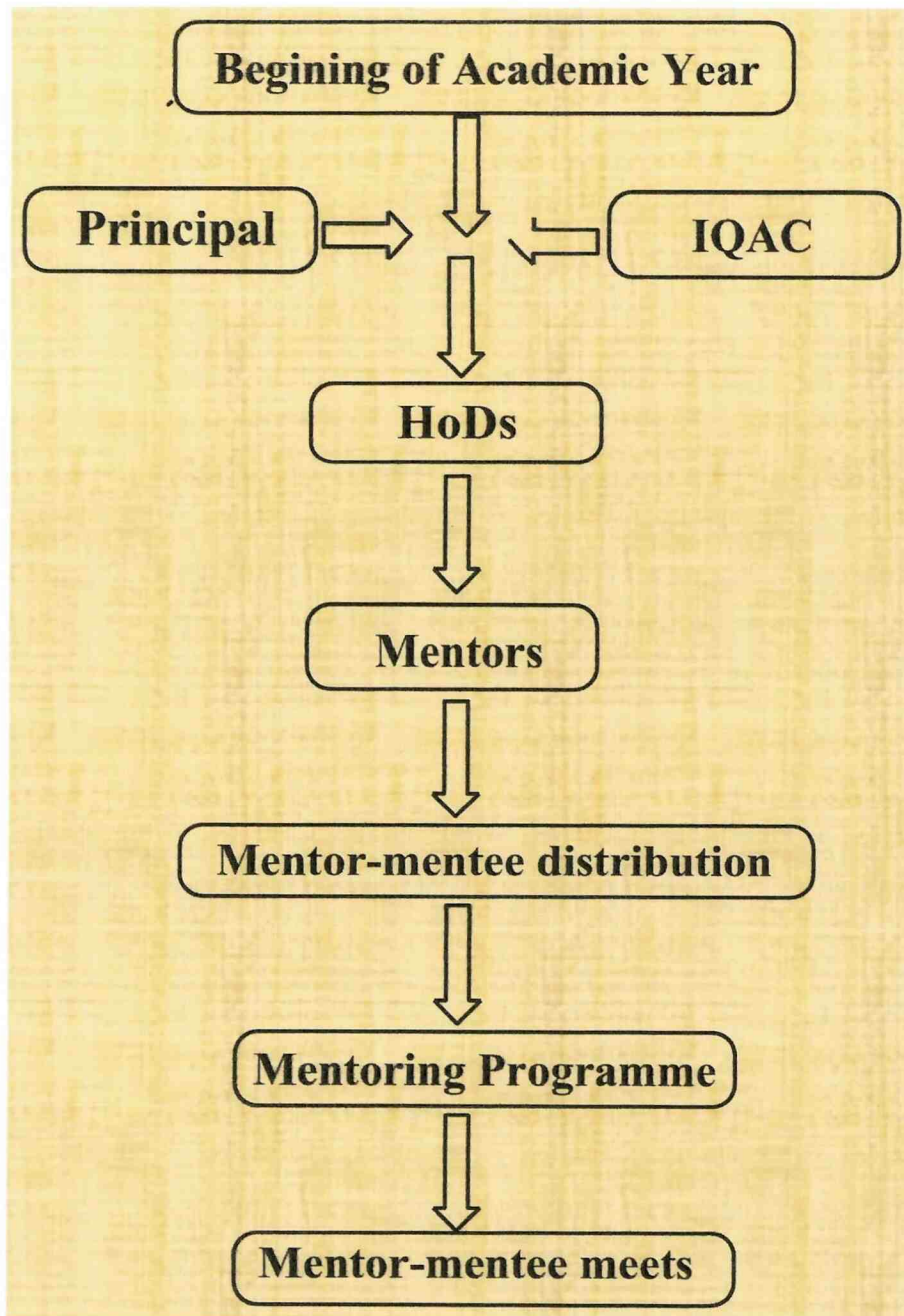 Begining of Academic Year
Principal
IQAC
HoDs
Mentors
Mentor-mentee distribution
Mentoring Programme
Mentor-mentee meets